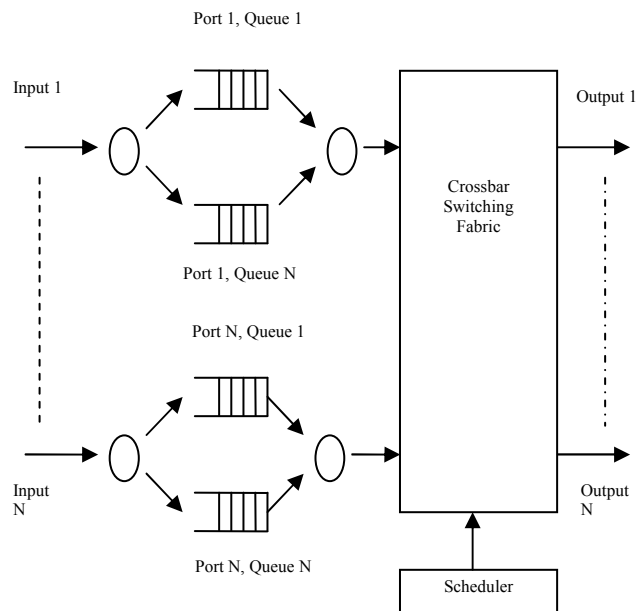 Port 1, Queue 1
Input 1
Output 1
Crossbar
Switching
Fabric
Port 1, Queue N
Port N, Queue 1
Input
N
Output
N
Port N, Queue N
Scheduler